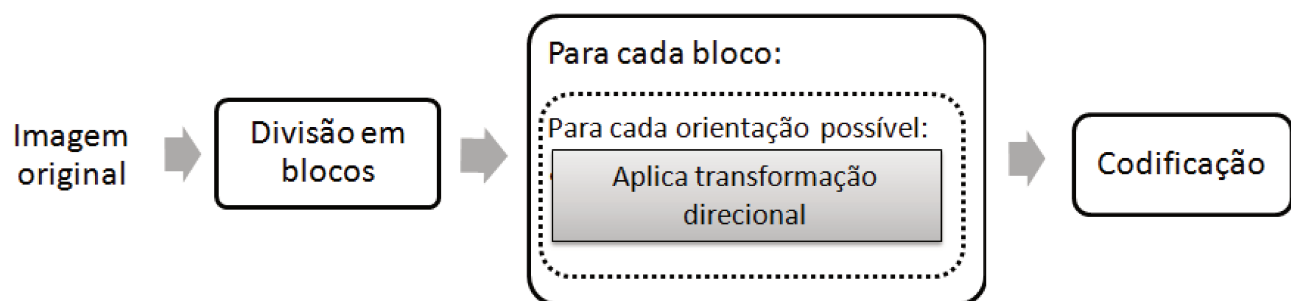 Imagem
original
Divisão em
blocos
Para cada bloco:
Para cada orientação possível:
Aplica transformação
direcional
Codificação